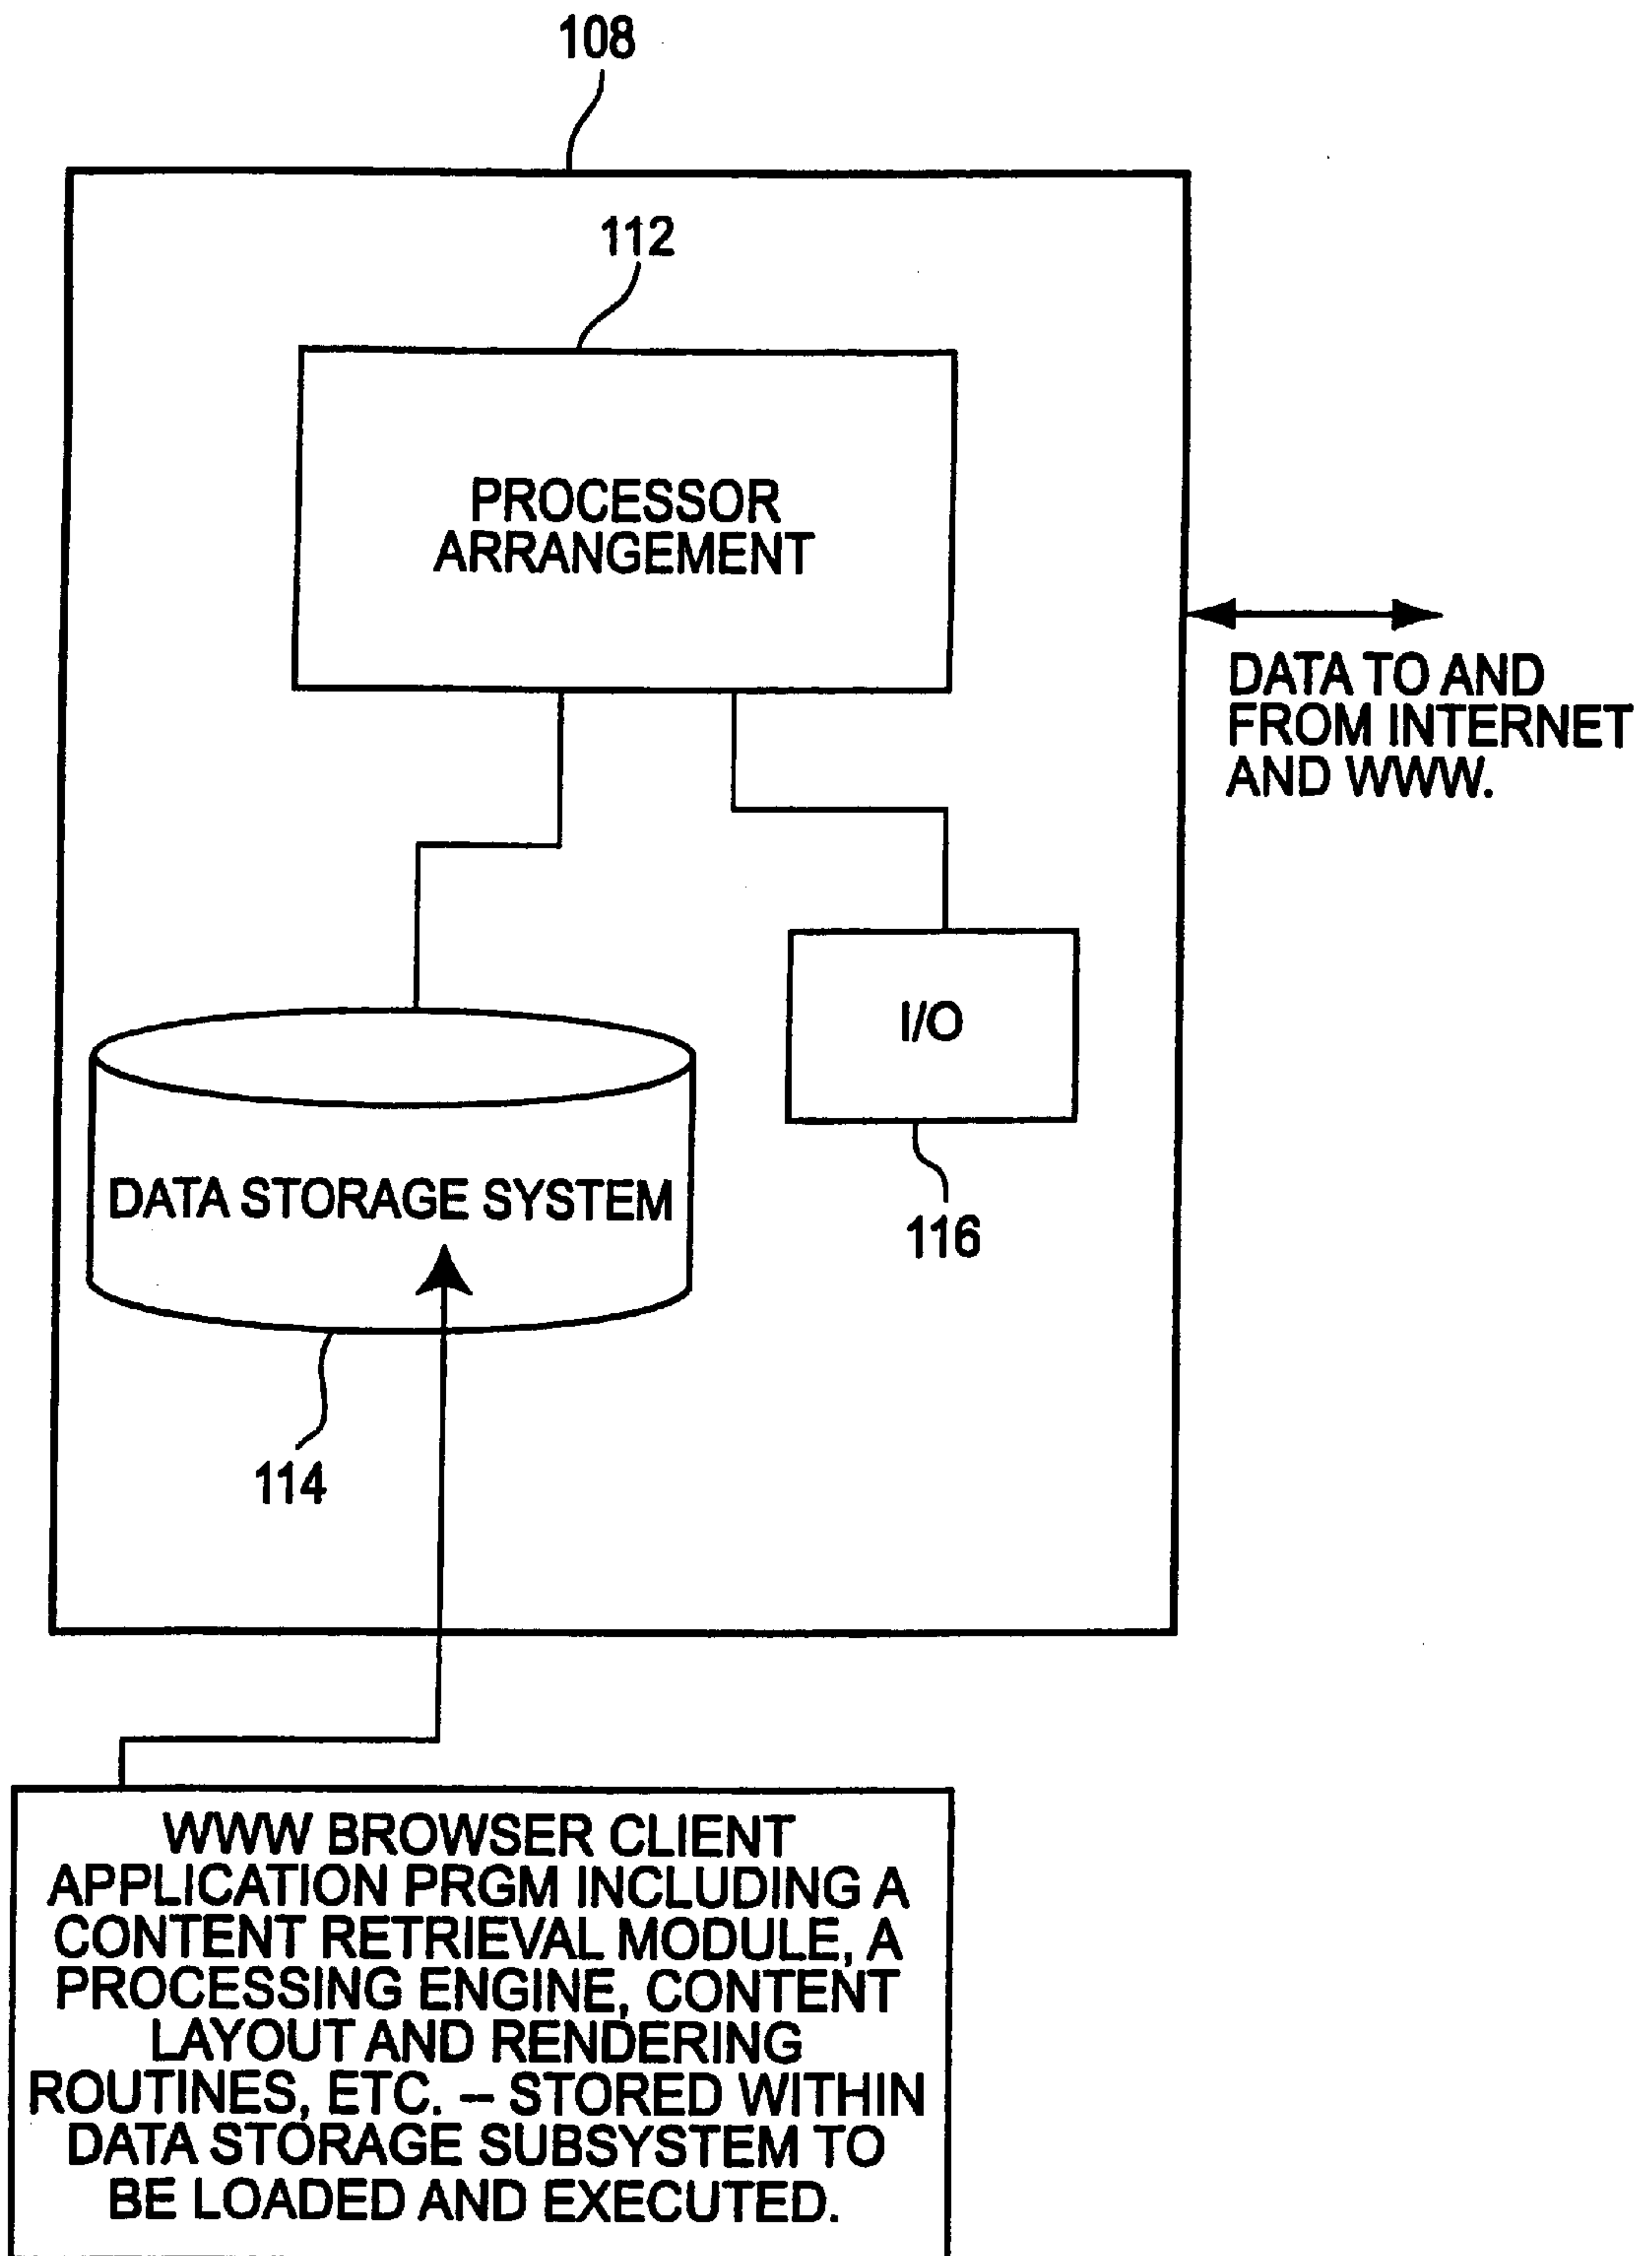 108
112
PROCESSOR
ARRANGEMENT
DATA TO AND
FROM INTERNET
AND WWW.
I/O
DATA STORAGE SYSTEM
116
114
WWW BROWSER CLIENT
APPLICATION PRGM INCLUDING A
CONTENT RETRIEVAL MODULE, A
PROCESSING ENGINE, CONTENT
LAYOUT AND RENDERING
ROUTINES, ETC. -- STORED WITHIN
DATA STORAGE SUBSYSTEM TO
BE LOADED AND EXECUTED.